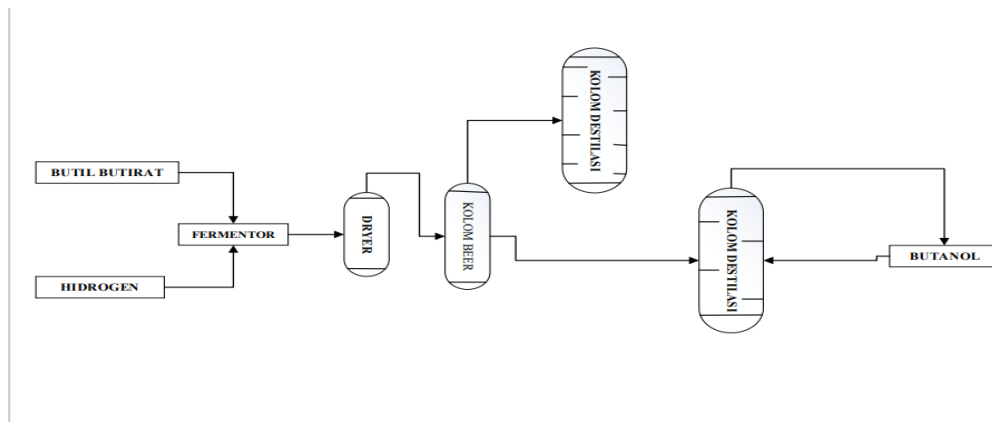 KOLOM DESTILASI
BUTIL BUTIRAT
FERMENTOR
HIDROGEN
DRYER
KOLOM BEER
KOLOM DESTILASI
BUTANOL